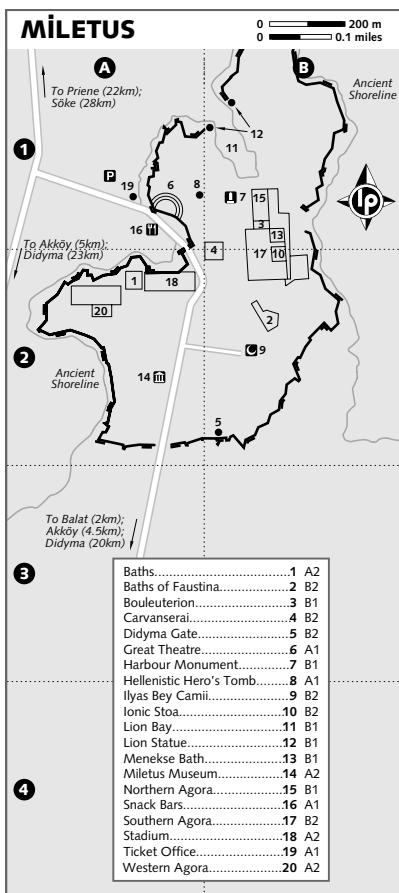 MİLETUS
0 200 m
0 0.1 miles
A
B
To Priene (22km);
Söke (28km)
Ancient
Shoreline
12
11
1
P
19
6
8
7
15
lp
16
3
13
To Akköy (5km);
Didyma (23km)
4
17
10
1
18
20
2
2
9
Ancient
Shoreline
14
5
To Balat (2km);
Akköy (4.5km);
Didyma (20km)
3
4
Baths..............................1 A2
Baths of Faustina................2 B2
Bouleuterion.....................3 B1
Carvanserai......................4 B2
Didyma Gate......................5 B2
Great Theatre....................6 A1
Harbour Monument.................7 B1
Hellenistic Hero's Tomb..........8 A1
Ilyas Bey Camii..................9 B2
Ionic Stoa......................10 B2
Lion Bay........................11 B1
Lion Statue.....................12 B1
Menekse Bath....................13 B1
Miletus Museum..................14 A2
Northern Agora..................15 B1
Snack Bars......................16 A1
Southern Agora..................17 B2
Stadium.........................18 A2
Ticket Office...................19 A1
Western Agora...................20 A2